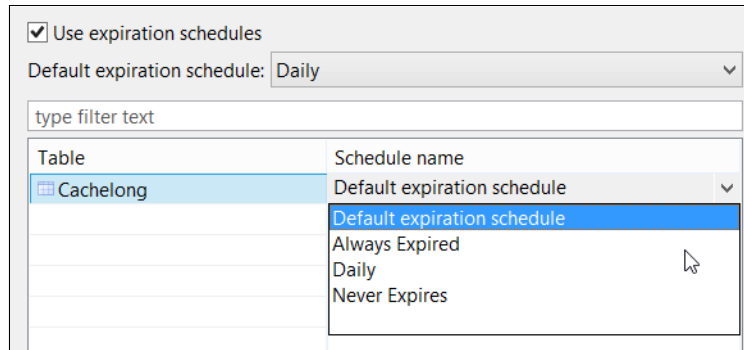 Use expiration schedules
Default expiration schedule: Daily
type filter text
Table Schedule name
Cachelong Default expiration schedule
Default expiration schedule
Always Expired
Daily
Never Expires